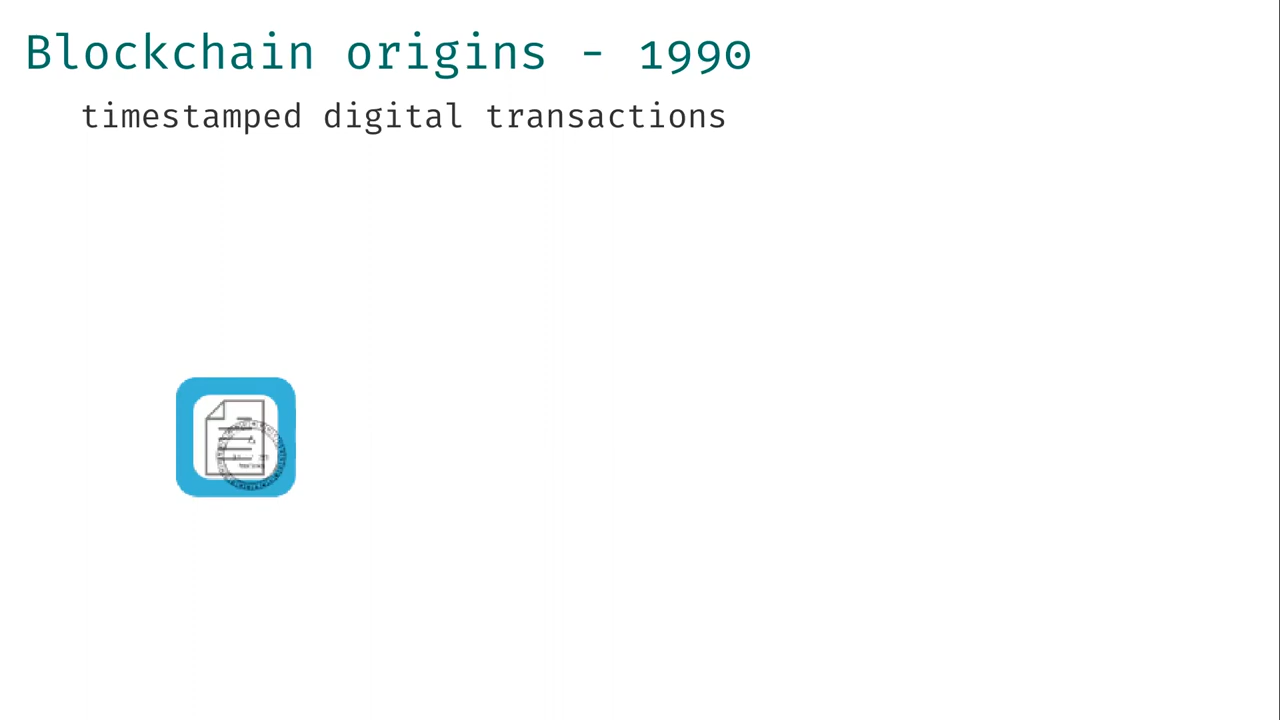 Blockchain origins - 1990
timestamped digital transactions